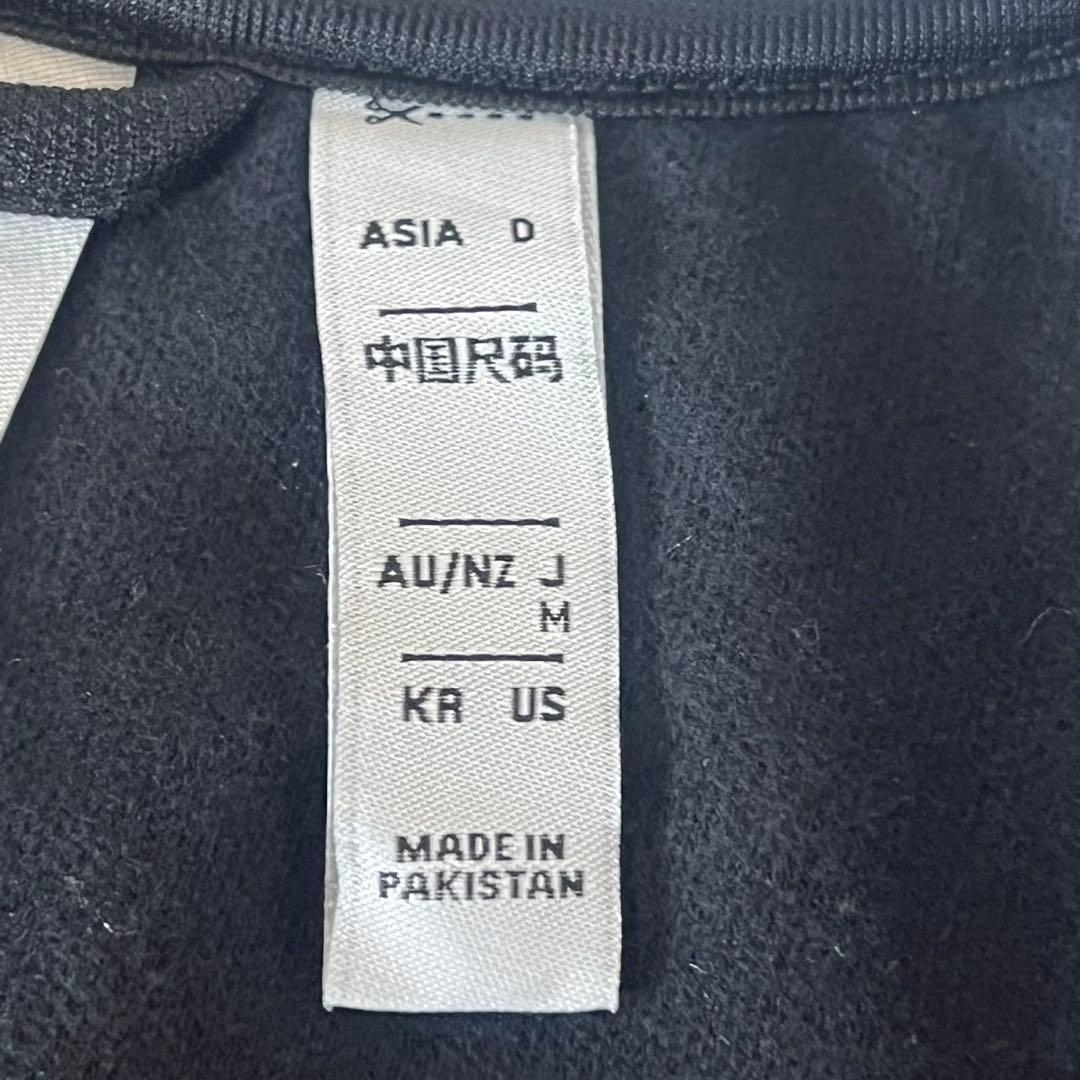 ASIA D
中国尺码
AU/NZ J
M
KR US
MADE IN
PAKISTAN